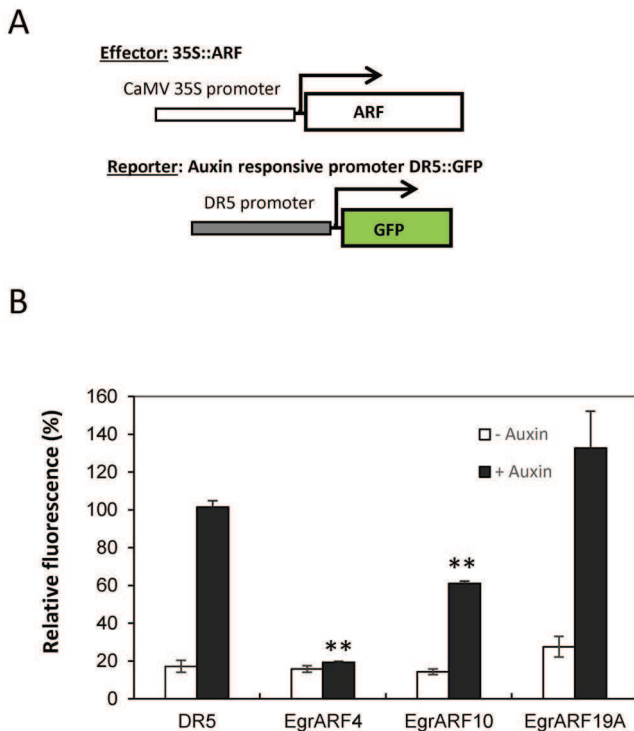 A
Effector: 35S::ARF
CaMV 35S promoter
ARF
Reporter: Auxin responsive promoter DR5::GFP
DR5 promoter
GFP
B
Relative fluorescence (%)
160
140
120
100
80
60
40
20
0
- Auxin
+ Auxin
**
**
DR5
EgrARF4
EgrARF10
EgrARF19A